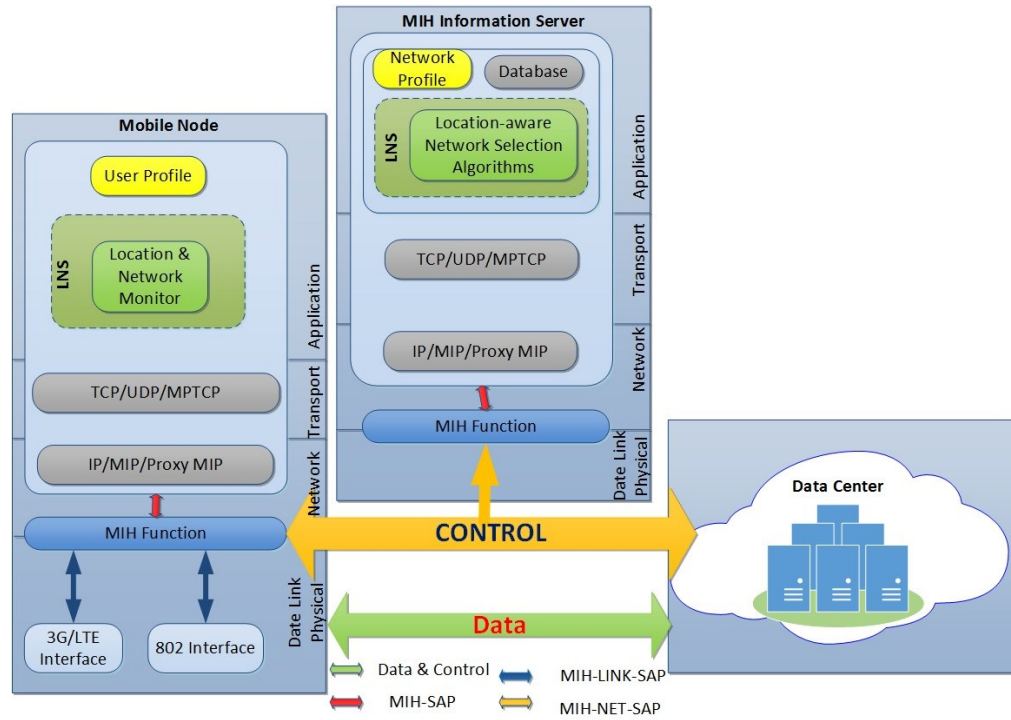 MIH Information Server
Network
Profile
Database
LNS
Location-aware
Network Selection
Algorithms
Application
TCP/UDP/MPTCP
Transport
IP/MIP/Proxy MIP
Network
MIH Function
Date Link
Physical
Mobile Node
User Profile
LNS
Location &
Network
Monitor
Application
TCP/UDP/MPTCP
Transport
IP/MIP/Proxy MIP
Network
MIH Function
Date Link
Physical
3G/LTE
Interface
802 Interface
CONTROL
Data
Data Center
Data & Control
MIH-LINK-SAP
MIH-SAP
MIH-NET-SAP